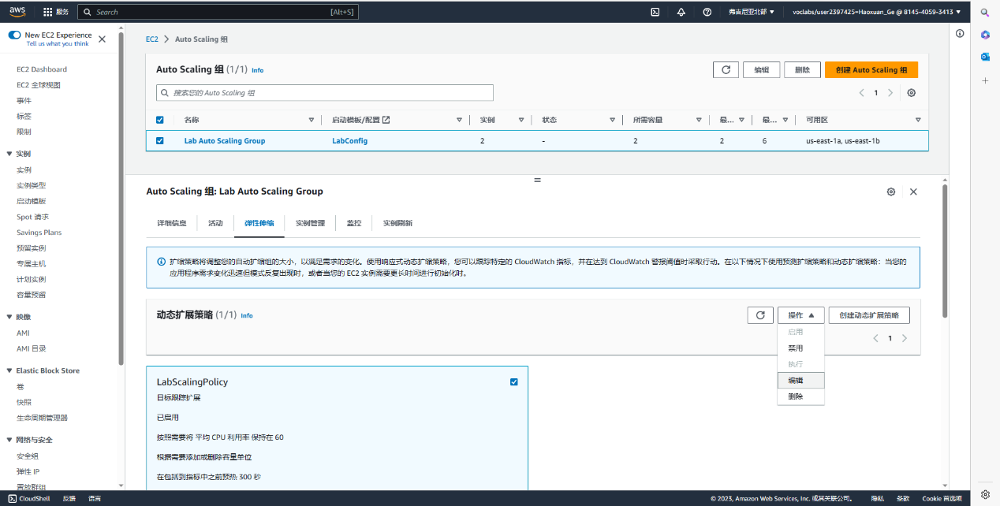 aws
服务
Search
[Alt+S]
弗吉尼亚北部
voclabs/user2397425=Haoxuan_Ge @ 8145-4059-3413
New EC2 Experience
Tell us what you think
EC2 Dashboard
EC2 全球视图
事件
标签
限制
实例
实例
实例类型
启动模板
Spot 请求
Savings Plans
预留实例
专属主机
计划实例
容量预留
映像
AMI
AMI 目录
Elastic Block Store
卷
快照
生命周期管理器
网络与安全
安全组
弹性 IP
置放群组
EC2 > Auto Scaling 组
Auto Scaling 组 (1/1) Info
编辑
删除
创建 Auto Scaling 组
搜索您的 Auto Scaling 组
1
名称 启动模板/配置 实例 状态 所需容量 最... 最... 可用区
Lab Auto Scaling Group LabConfig 2 - 2 2 6 us-east-1a, us-east-1b
Auto Scaling 组: Lab Auto Scaling Group
详细信息 活动 弹性伸缩 实例管理 监控 实例刷新
扩缩策略将调整您的自动扩缩组的大小，以满足需求的变化。使用响应式动态扩缩策略，您可以跟踪特定的 CloudWatch 指标，并在达到 CloudWatch 警报阈值时采取行动。在以下情况下使用预测扩缩策略和动态扩缩策略：当您的
应用程序需求变化迅速但模式反复出现时，或者当您的 EC2 实例需要更长时间进行初始化时。
动态扩展策略 (1/1) Info
操作
创建动态扩展策略
1
启用
禁用
执行
编辑
删除
LabScalingPolicy
目标跟踪扩展
已启用
按照需要将 平均 CPU 利用率 保持在 60
根据需要添加或删除容量单位
在包括到指标中之前预热 300 秒
CloudShell 反馈 语言
© 2023, Amazon Web Services, Inc. 或其关联公司。 隐私 条款 Cookie 首选项